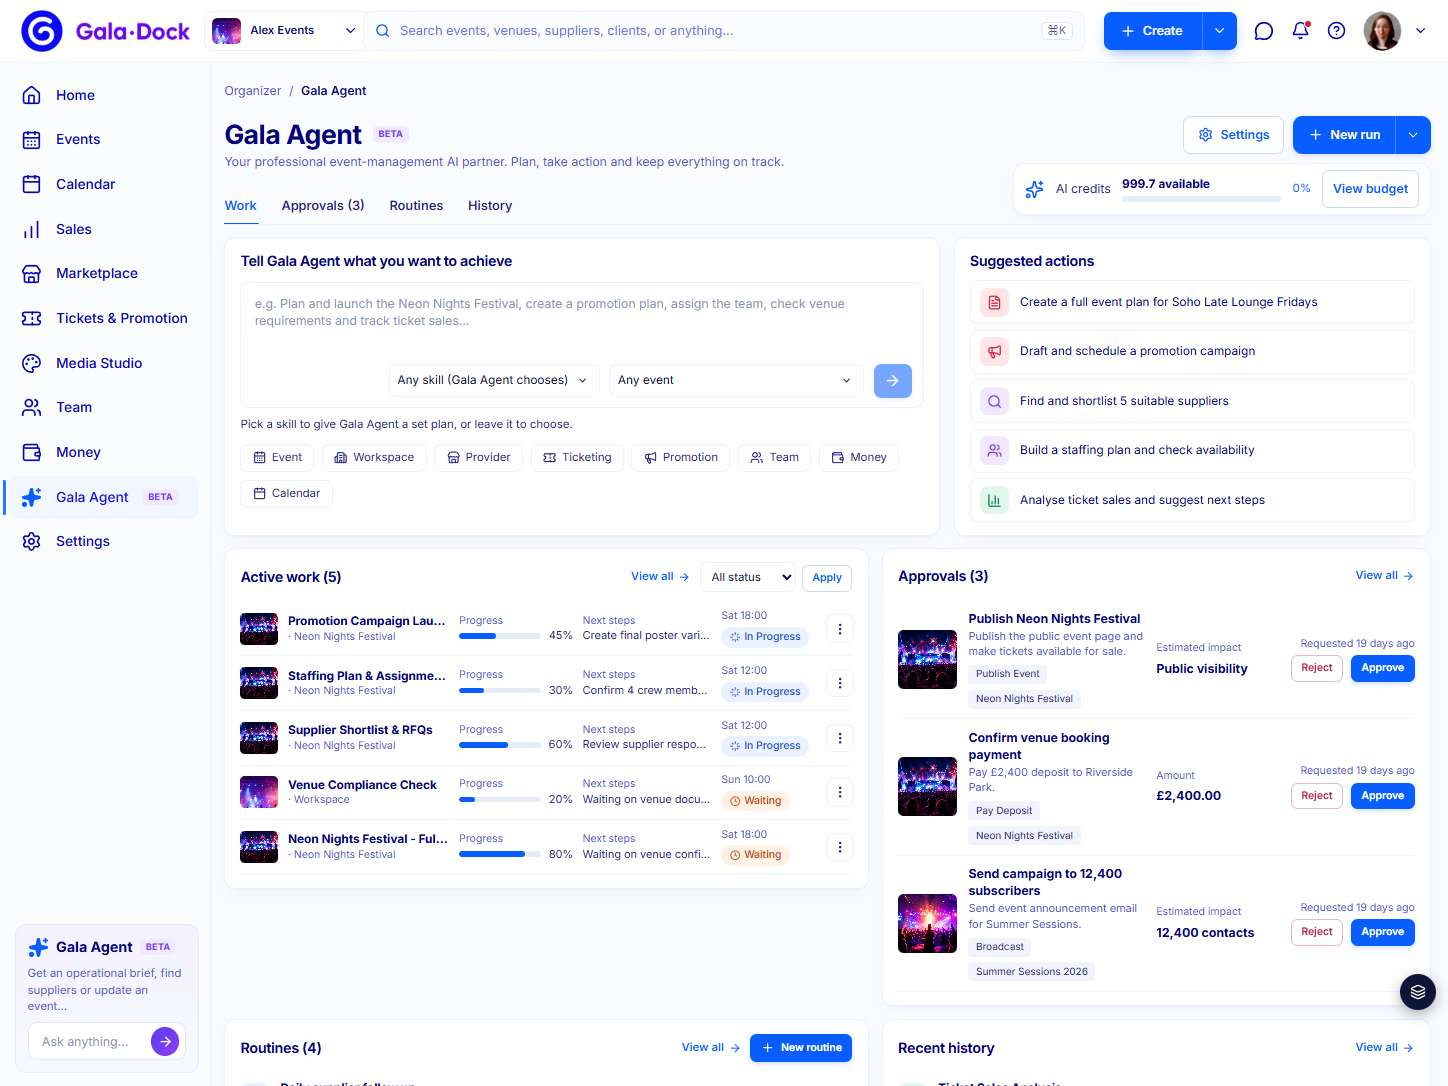 Gala·Dock
Alex Events
Search events, venues, suppliers, clients, or anything...
⌘K
Create
Home
Events
Calendar
Sales
Marketplace
Tickets & Promotion
Media Studio
Team
Money
Gala Agent BETA
Settings
Organizer / Gala Agent
Gala Agent BETA
Your professional event-management AI partner. Plan, take action and keep everything on track.
Settings
New run
AI credits
999.7 available
0%
View budget
Work
Approvals (3)
Routines
History
Tell Gala Agent what you want to achieve
e.g. Plan and launch the Neon Nights Festival, create a promotion plan, assign the team, check venue
requirements and track ticket sales...
Any skill (Gala Agent chooses)
Any event
Pick a skill to give Gala Agent a set plan, or leave it to choose.
Event
Workspace
Provider
Ticketing
Promotion
Team
Money
Calendar
Suggested actions
Create a full event plan for Soho Late Lounge Fridays
Draft and schedule a promotion campaign
Find and shortlist 5 suitable suppliers
Build a staffing plan and check availability
Analyse ticket sales and suggest next steps
Active work (5)
View all
All status
Apply
Promotion Campaign Lau...
· Neon Nights Festival
Progress
45%
Next steps
Create final poster vari...
Sat 18:00
In Progress
Staffing Plan & Assignme...
· Neon Nights Festival
Progress
30%
Next steps
Confirm 4 crew memb...
Sat 12:00
In Progress
Supplier Shortlist & RFQs
· Neon Nights Festival
Progress
60%
Next steps
Review supplier respo...
Sat 12:00
In Progress
Venue Compliance Check
· Workspace
Progress
20%
Next steps
Waiting on venue docu...
Sun 10:00
Waiting
Neon Nights Festival - Ful...
· Neon Nights Festival
Progress
80%
Next steps
Waiting on venue confi...
Sat 18:00
Waiting
Approvals (3)
View all
Publish Neon Nights Festival
Publish the public event page and
make tickets available for sale.
Publish Event
Neon Nights Festival
Estimated impact
Public visibility
Requested 19 days ago
Reject
Approve
Confirm venue booking
payment
Pay £2,400 deposit to Riverside
Park.
Pay Deposit
Neon Nights Festival
Amount
£2,400.00
Requested 19 days ago
Reject
Approve
Send campaign to 12,400
subscribers
Send event announcement email
for Summer Sessions.
Broadcast
Summer Sessions 2026
Estimated impact
12,400 contacts
Requested 19 days ago
Reject
Approve
Gala Agent BETA
Get an operational brief, find
suppliers or update an
event...
Ask anything...
Routines (4)
View all
New routine
Daily supplier follow up
Recent history
View all
Ticket Sales Analysis